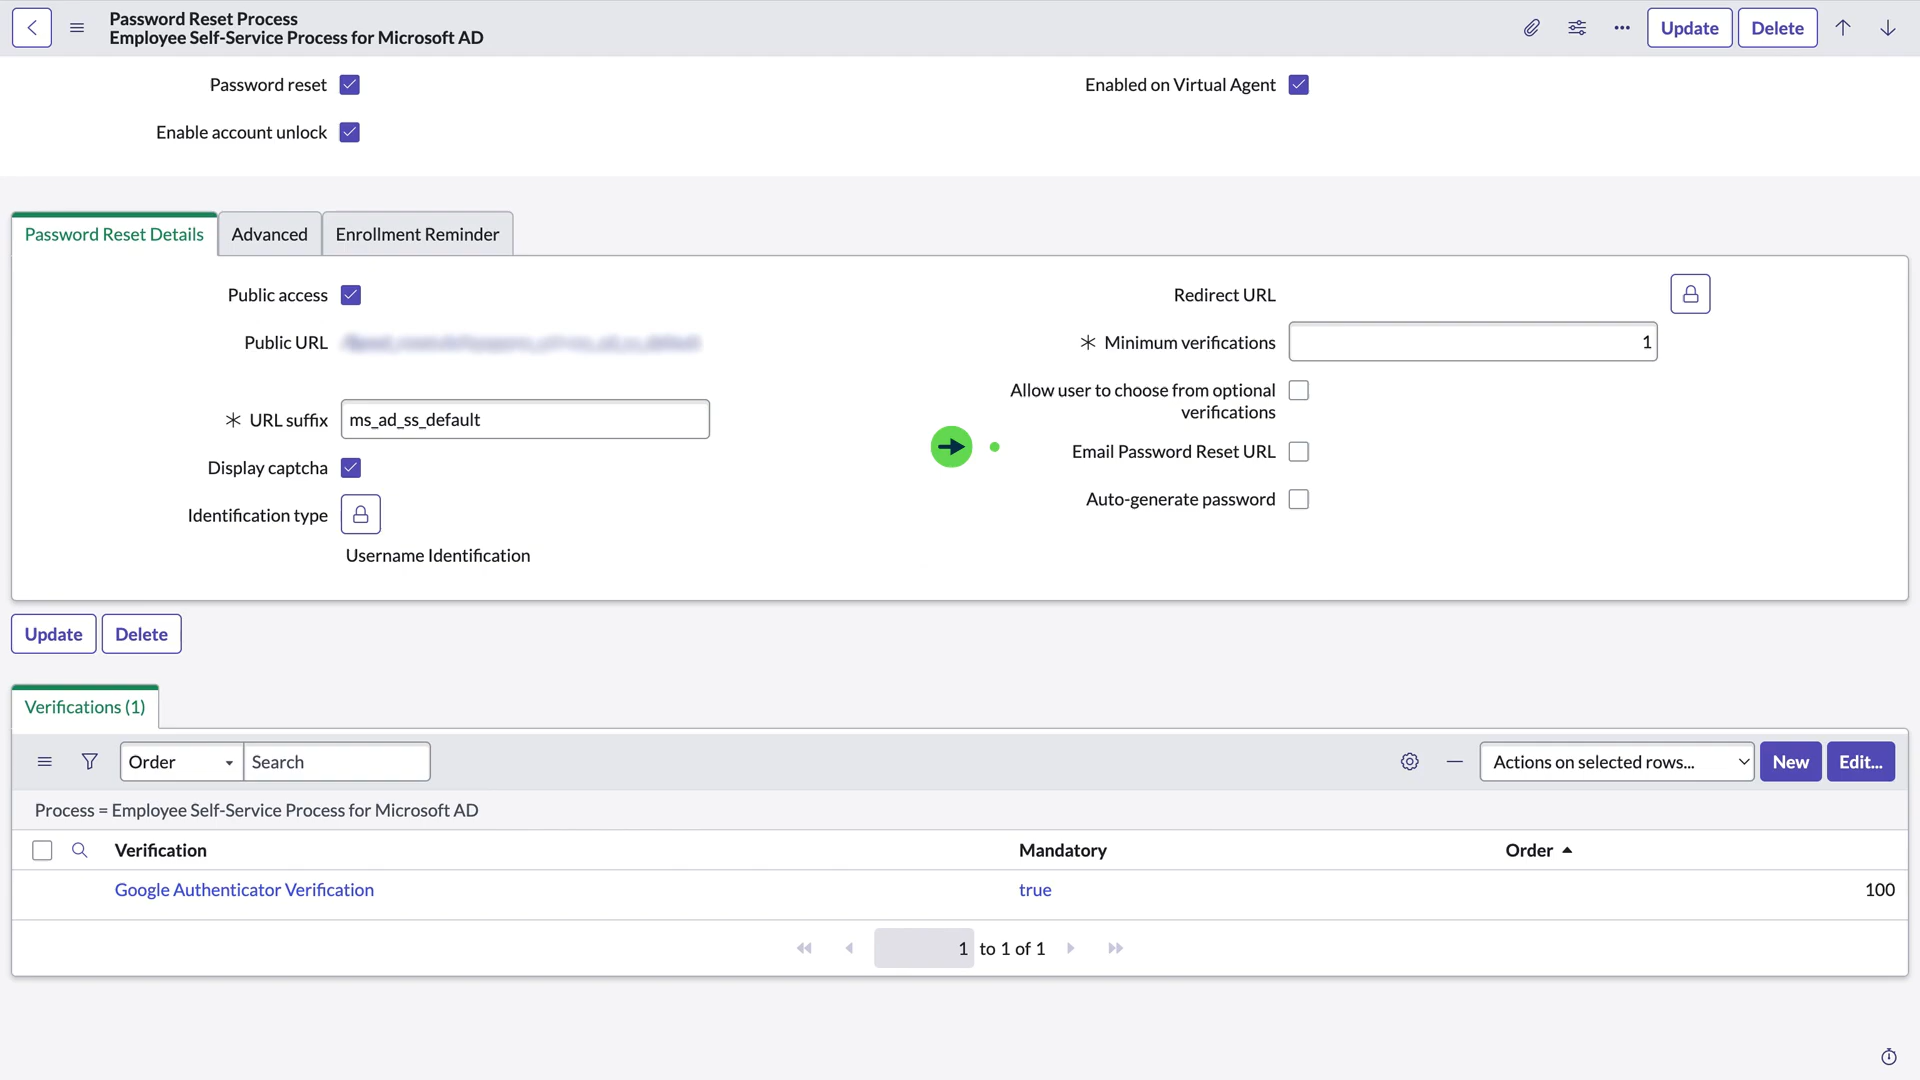 Password Reset Process
Employee Self-Service Process for Microsoft AD
Update
Delete
Password reset
Enabled on Virtual Agent
Enable account unlock
Password Reset Details
Advanced
Enrollment Reminder
Public access
Redirect URL
Public URL
Minimum verifications
1
Allow user to choose from optional
verifications
URL suffix
ms_ad_ss_default
Email Password Reset URL
Display captcha
Auto-generate password
Identification type
Username Identification
Update
Delete
Verifications (1)
Order
Search
Actions on selected rows...
New
Edit...
Process = Employee Self-Service Process for Microsoft AD
Verification
Mandatory
Order
Google Authenticator Verification
true
100
1 to 1 of 1